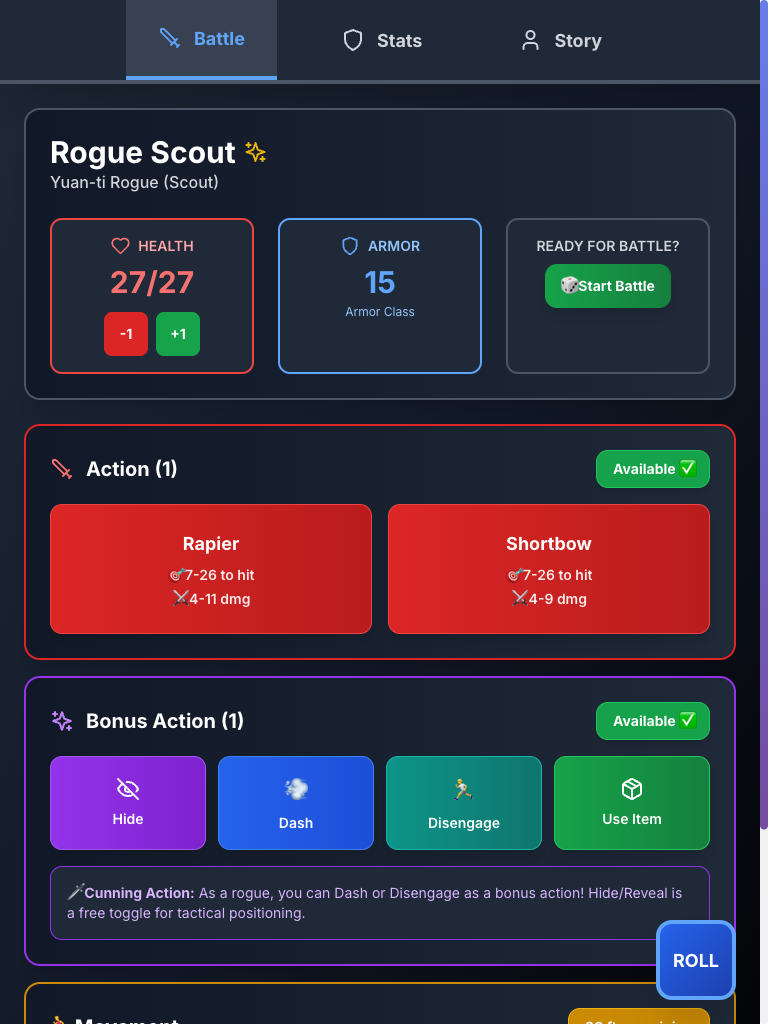 Battle
Stats
Story
Rogue Scout
Yuan-ti Rogue (Scout)
HEALTH
27/27
-1
+1
ARMOR
15
Armor Class
READY FOR BATTLE?
Start Battle
Action (1)
Available
Rapier
7-26 to hit
4-11 dmg
Shortbow
7-26 to hit
4-9 dmg
Bonus Action (1)
Available
Hide
Dash
Disengage
Use Item
Cunning Action: As a rogue, you can Dash or Disengage as a bonus action! Hide/Reveal is
a free toggle for tactical positioning.
ROLL
Movement